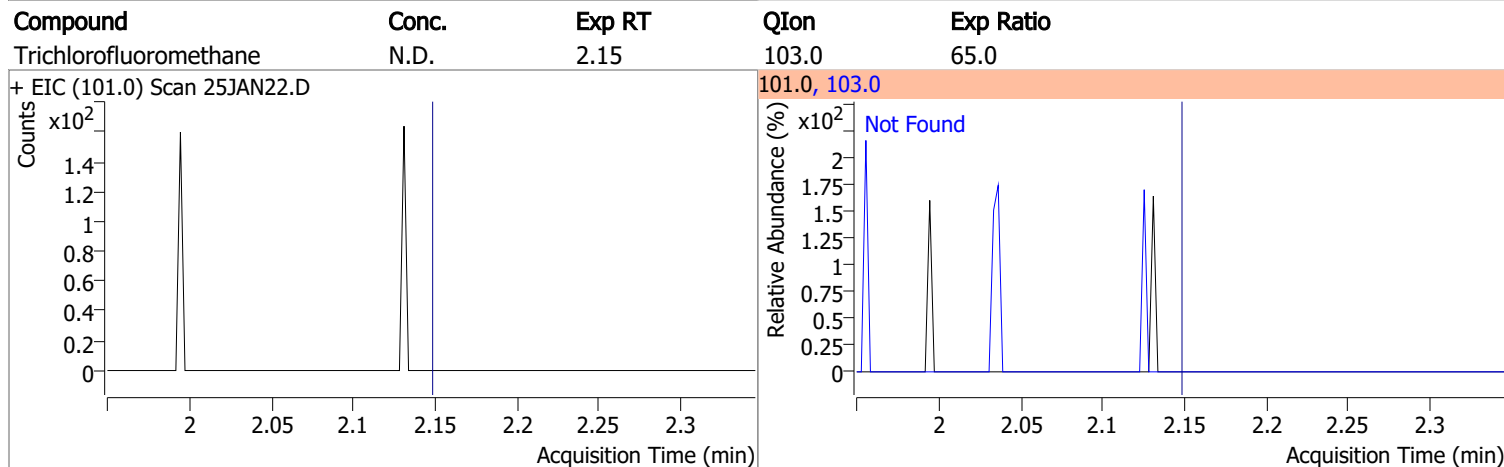 Compound Conc. Exp RT QIon Exp Ratio
Trichlorofluoromethane N.D. 2.15 103.0 65.0
+ EIC (101.0) Scan 25JAN22.D
Counts
x10²
1.4
1.2
1
0.8
0.6
0.4
0.2
0
2 2.05 2.1 2.15 2.2 2.25 2.3
Acquisition Time (min)
101.0, 103.0
Relative Abundance (%)
x10²
Not Found
2
1.75
1.5
1.25
1
0.75
0.5
0.25
0
2 2.05 2.1 2.15 2.2 2.25 2.3
Acquisition Time (min)